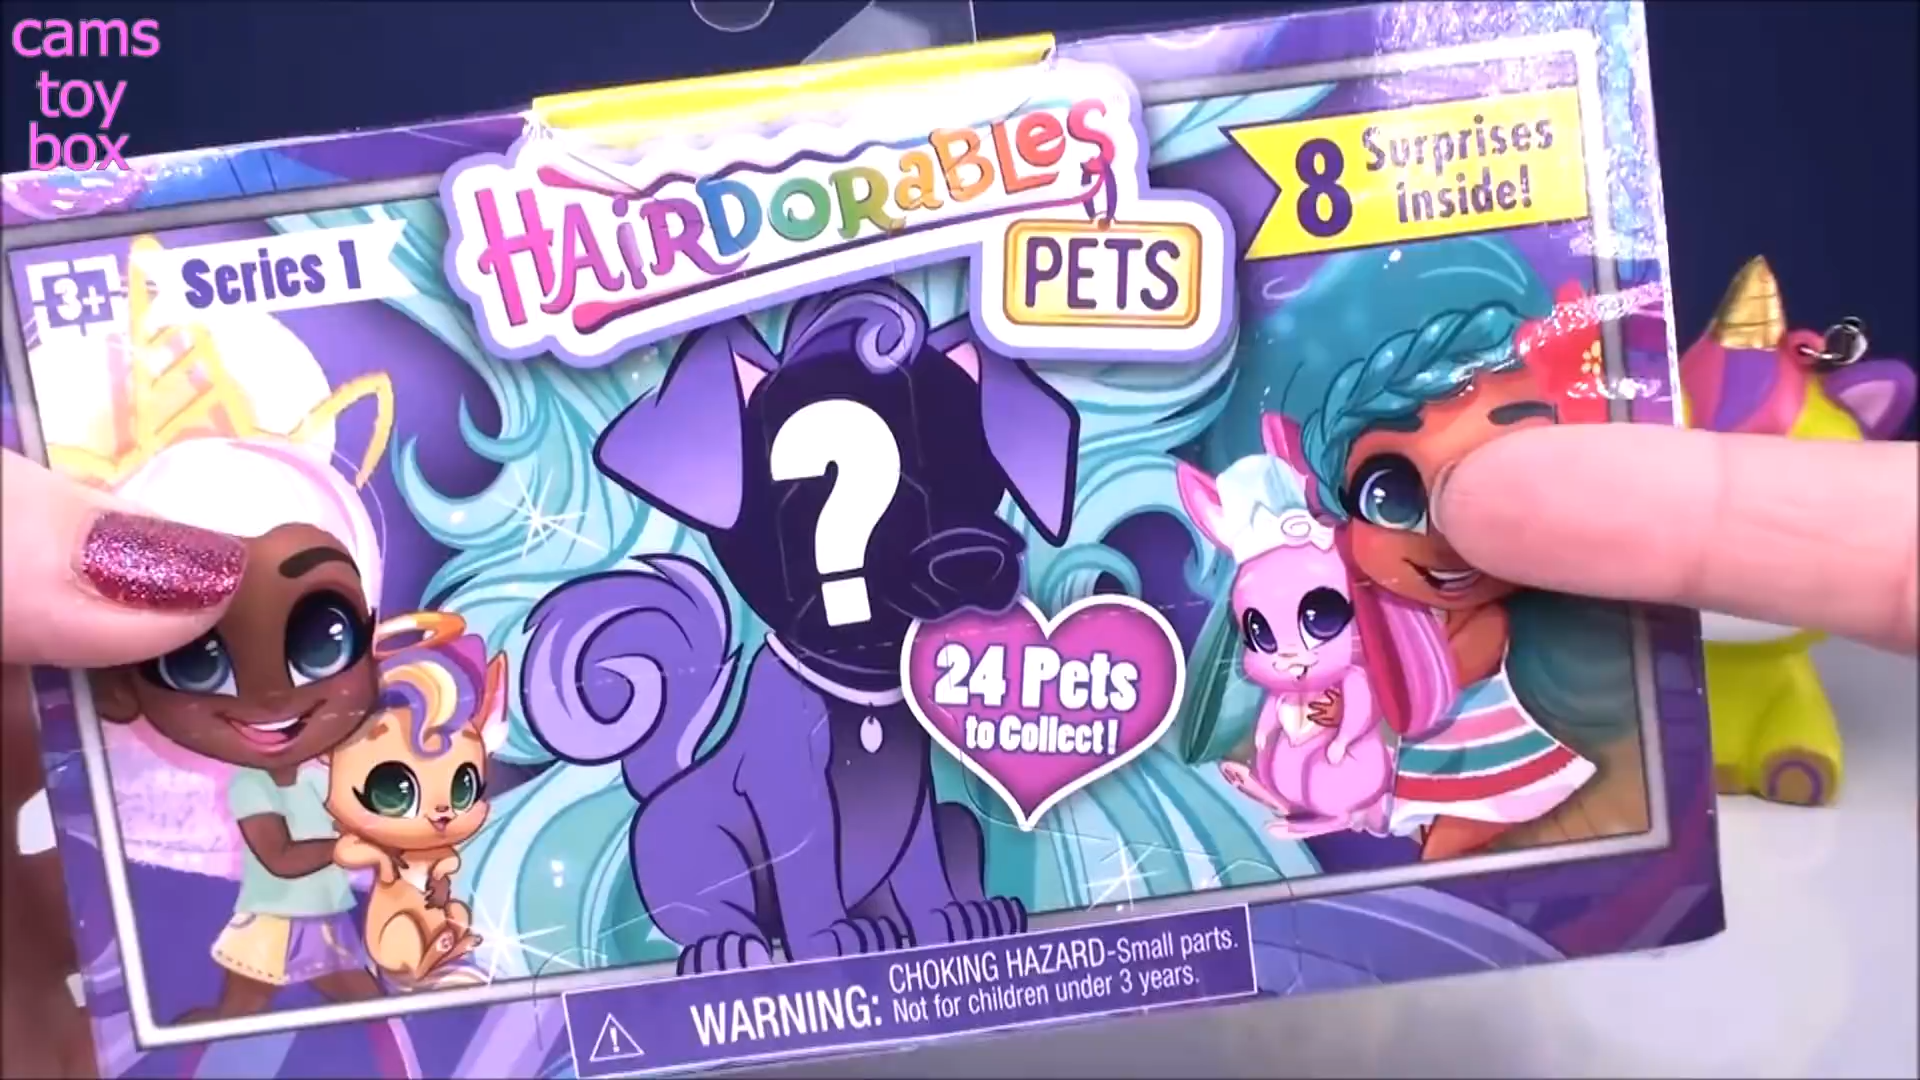 cams
toy
box
HAiRDORaBLes
PETS
8 Surprises
inside!
3+
Series 1
?
24 Pets
to Collect!
WARNING: CHOKING HAZARD-Small parts.
Not for children under 3 years.